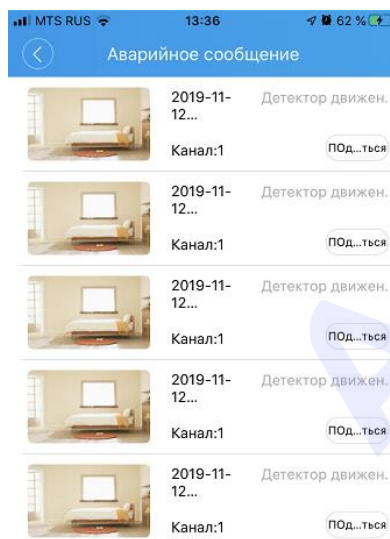 MTS RUS 13:36 62 %
Аварийное сообщение
2019-11- Детектор движен.
12...
Канал:1 ПОд...ться
2019-11- Детектор движен.
12...
Канал:1 ПОд...ться
2019-11- Детектор движен.
12...
Канал:1 ПОд...ться
2019-11- Детектор движен.
12...
Канал:1 ПОд...ться
2019-11- Детектор движен.
12...
Канал:1 ПОд...ться